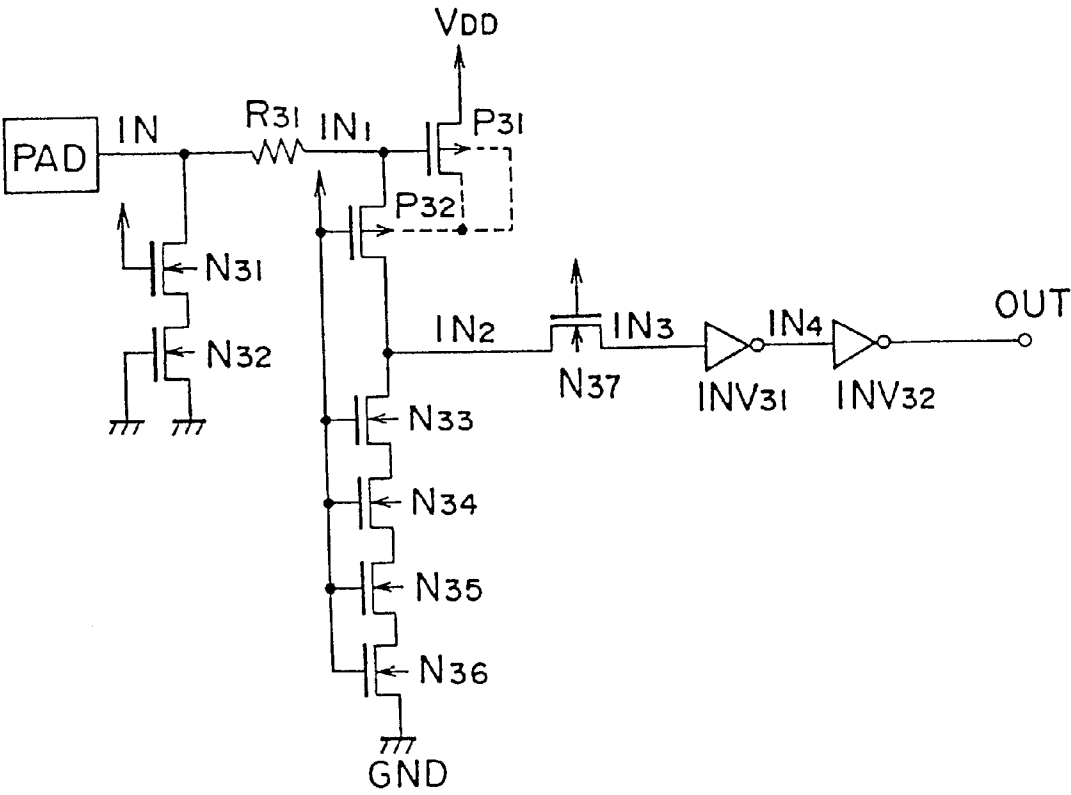 VDD
PAD
IN
R31
IN1
P31
P32
N31
N32
IN2
IN3
IN4
OUT
N37
INV31
INV32
N33
N34
N35
N36
GND